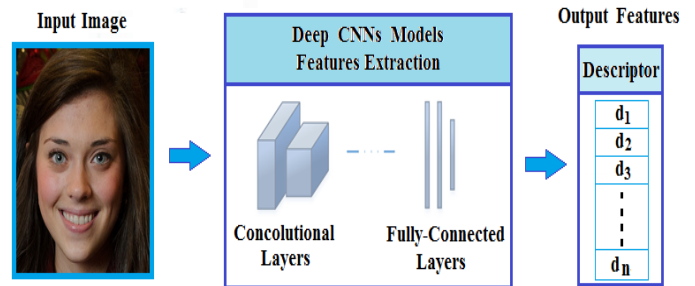 Input Image
Deep CNNs Models
Features Extraction
Concolutional
Layers
Fully-Connected
Layers
Output Features
Descriptor
d1
d2
d3
dn